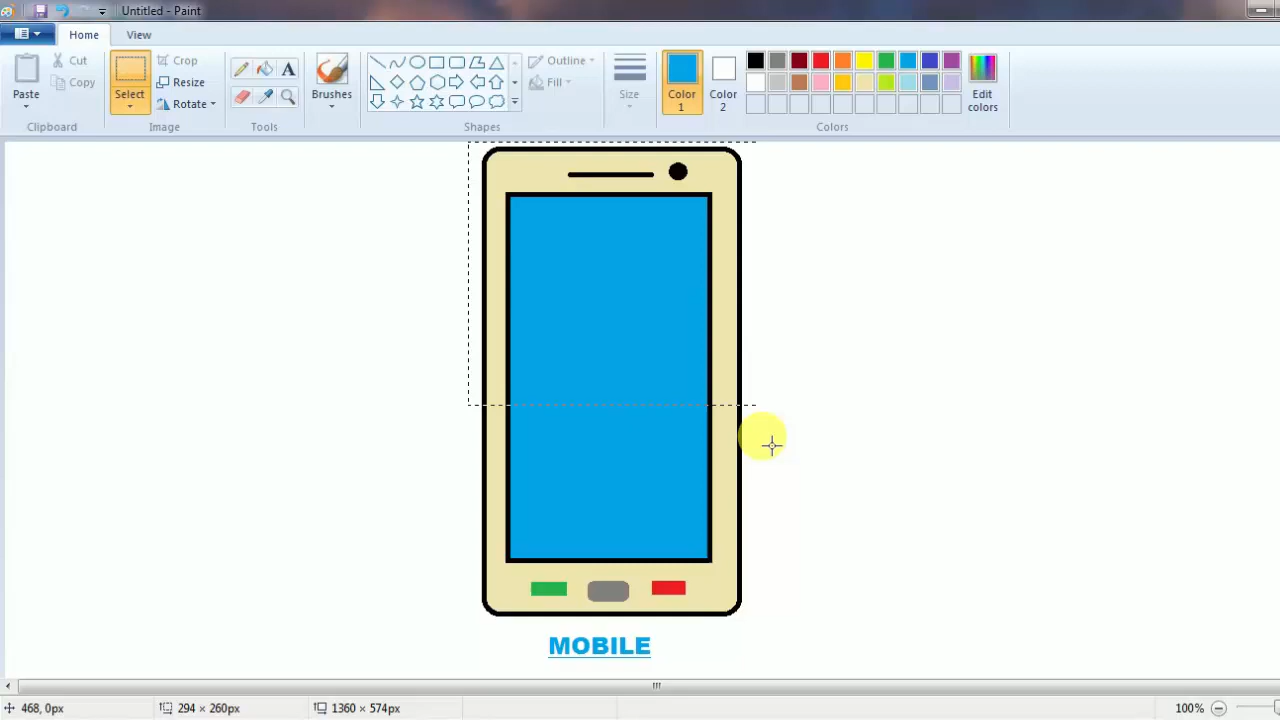 Untitled - Paint
Home View
Paste
Cut
Copy
Clipboard
Select
Crop
Resize
Rotate
Image
A
Tools
Brushes
Outline
Fill
Shapes
Size
Color 1
Color 2
Edit colors
Colors
MOBILE
468, 0px
294 × 260px
1360 × 574px
100%